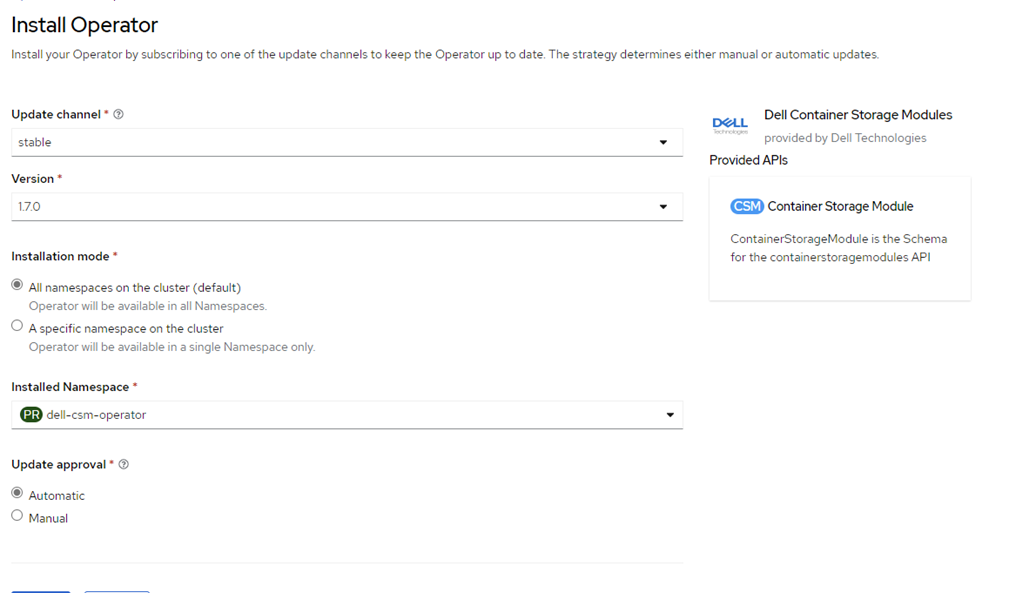 Install Operator
Install your Operator by subscribing to one of the update channels to keep the Operator up to date. The strategy determines either manual or automatic updates.
Update channel *
stable
Version *
1.7.0
Installation mode *
All namespaces on the cluster (default)
Operator will be available in all Namespaces.
A specific namespace on the cluster
Operator will be available in a single Namespace only.
Installed Namespace *
PR dell-csm-operator
Update approval *
Automatic
Manual
DELL Technologies
Dell Container Storage Modules
provided by Dell Technologies
Provided APIs
CSM Container Storage Module
ContainerStorageModule is the Schema
for the containerstoragemodules API